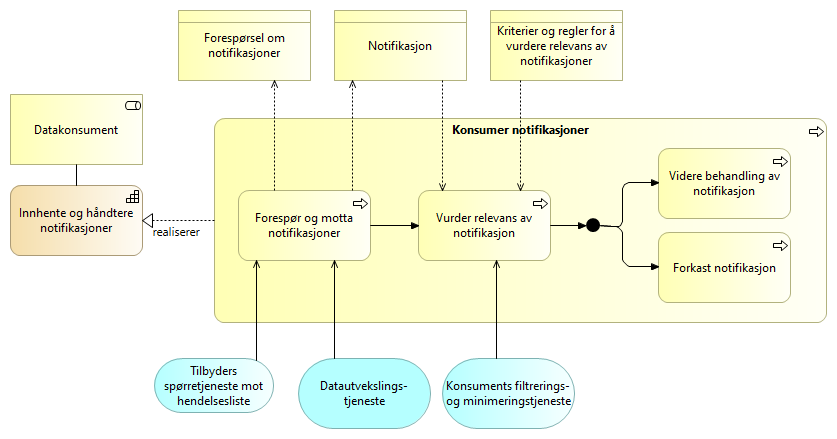 Forespørsel om
notifikasjoner
Notifikasjon
Kriterier og regler for å
vurdere relevans av
notifikasjoner
Datakonsument
Konsumer notifikasjoner
Innhente og håndtere
notifikasjoner
realiserer
Forespør og motta
notifikasjoner
Vurder relevans av
notifikasjon
Videre behandling av
notifikasjon
Forkast notifikasjon
Tilbyders
spørretjeneste mot
hendelsesliste
Datautvekslings-
tjeneste
Konsuments filtrerings-
og minimeringstjeneste